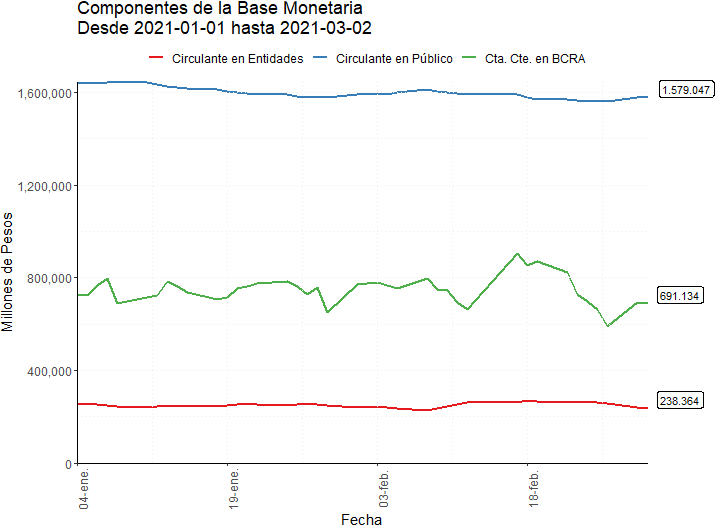 Componentes de la Base Monetaria
Desde 2021-01-01 hasta 2021-03-02
Circulante en Entidades
Circulante en Público
Cta. Cte. en BCRA
Millones de Pesos
1,600,000
1,200,000
800,000
400,000
0
1.579.047
691.134
238.364
04-ene.
19-ene.
03-feb.
18-feb.
Fecha